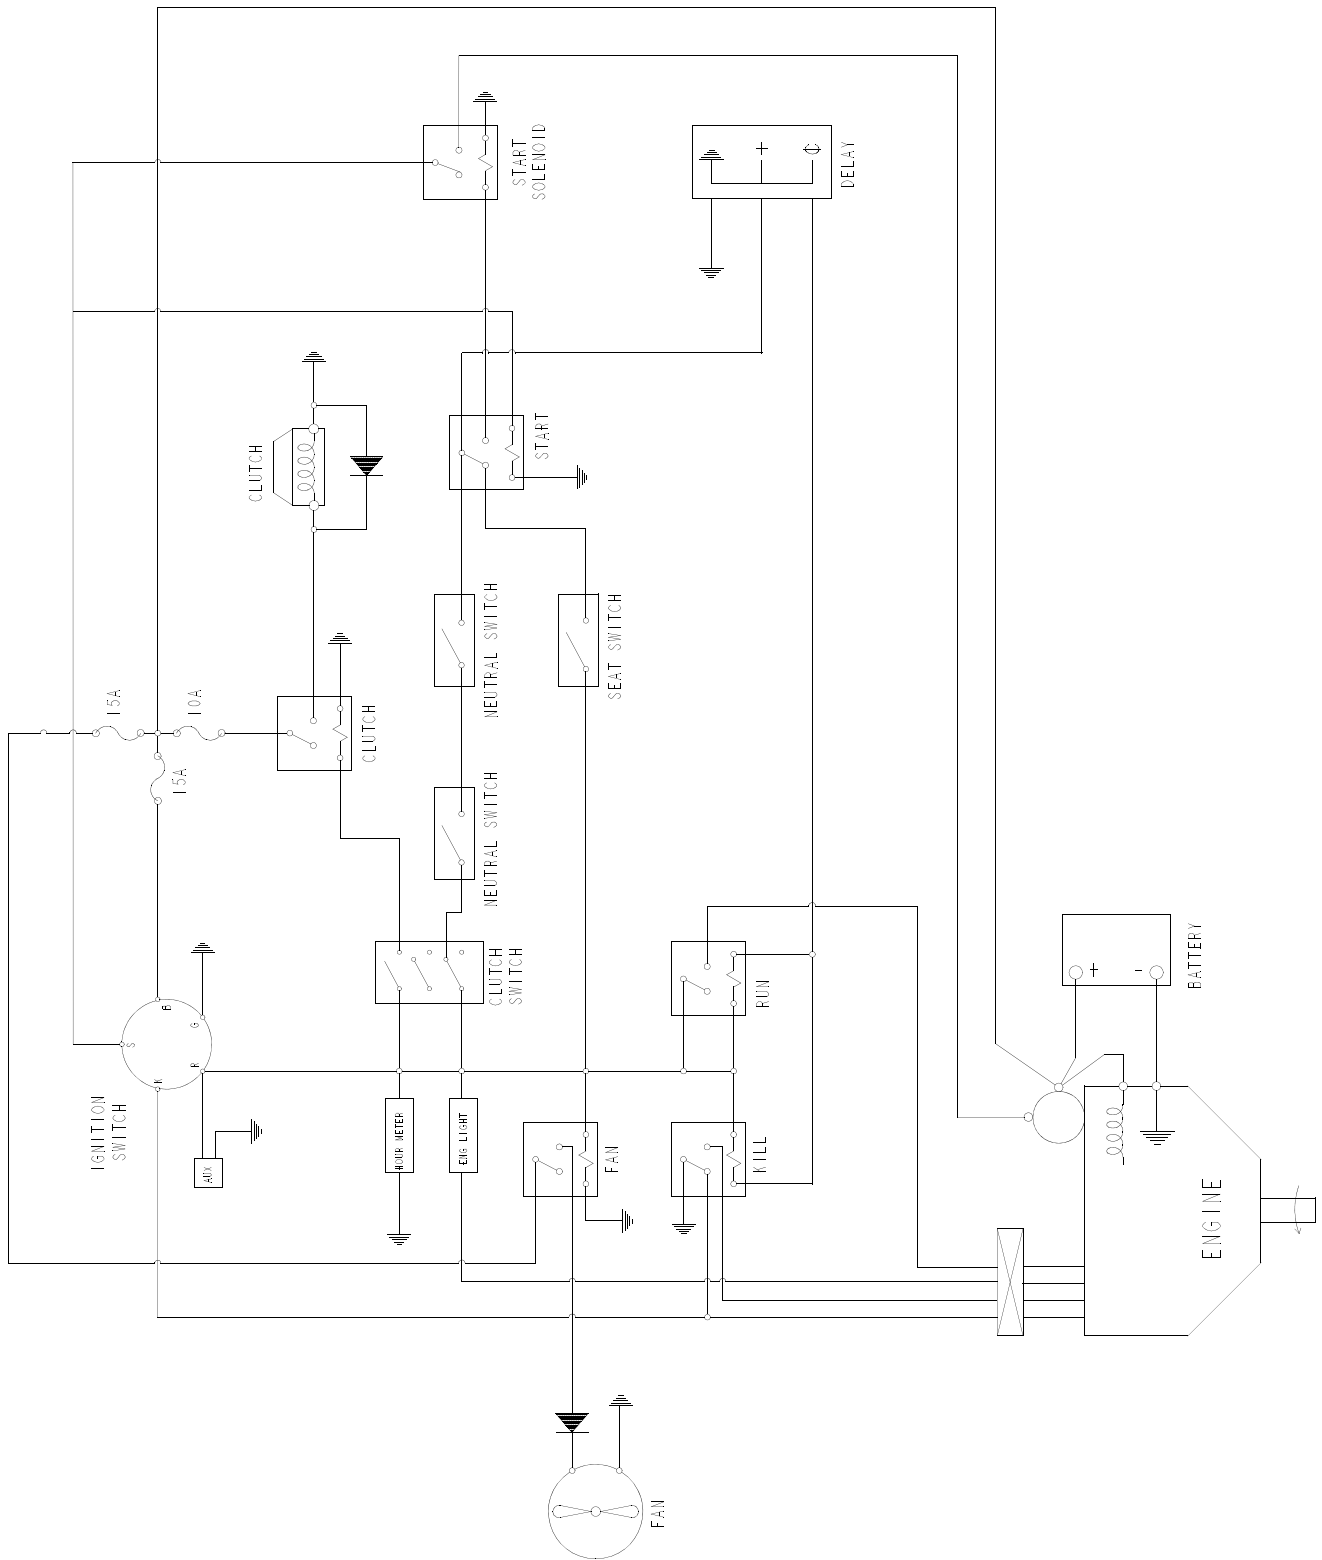 START
SOLENOID
+
C
DELAY
CLUTCH
START
NEUTRAL SWITCH
SEAT SWITCH
15A
10A
CLUTCH
15A
NEUTRAL SWITCH
CLUTCH
SWITCH
B
G
S
R
K
IGNITION
SWITCH
AUX
HOUR METER
ENG LIGHT
RUN
FAN
KILL
+
-
BATTERY
ENGINE
FAN